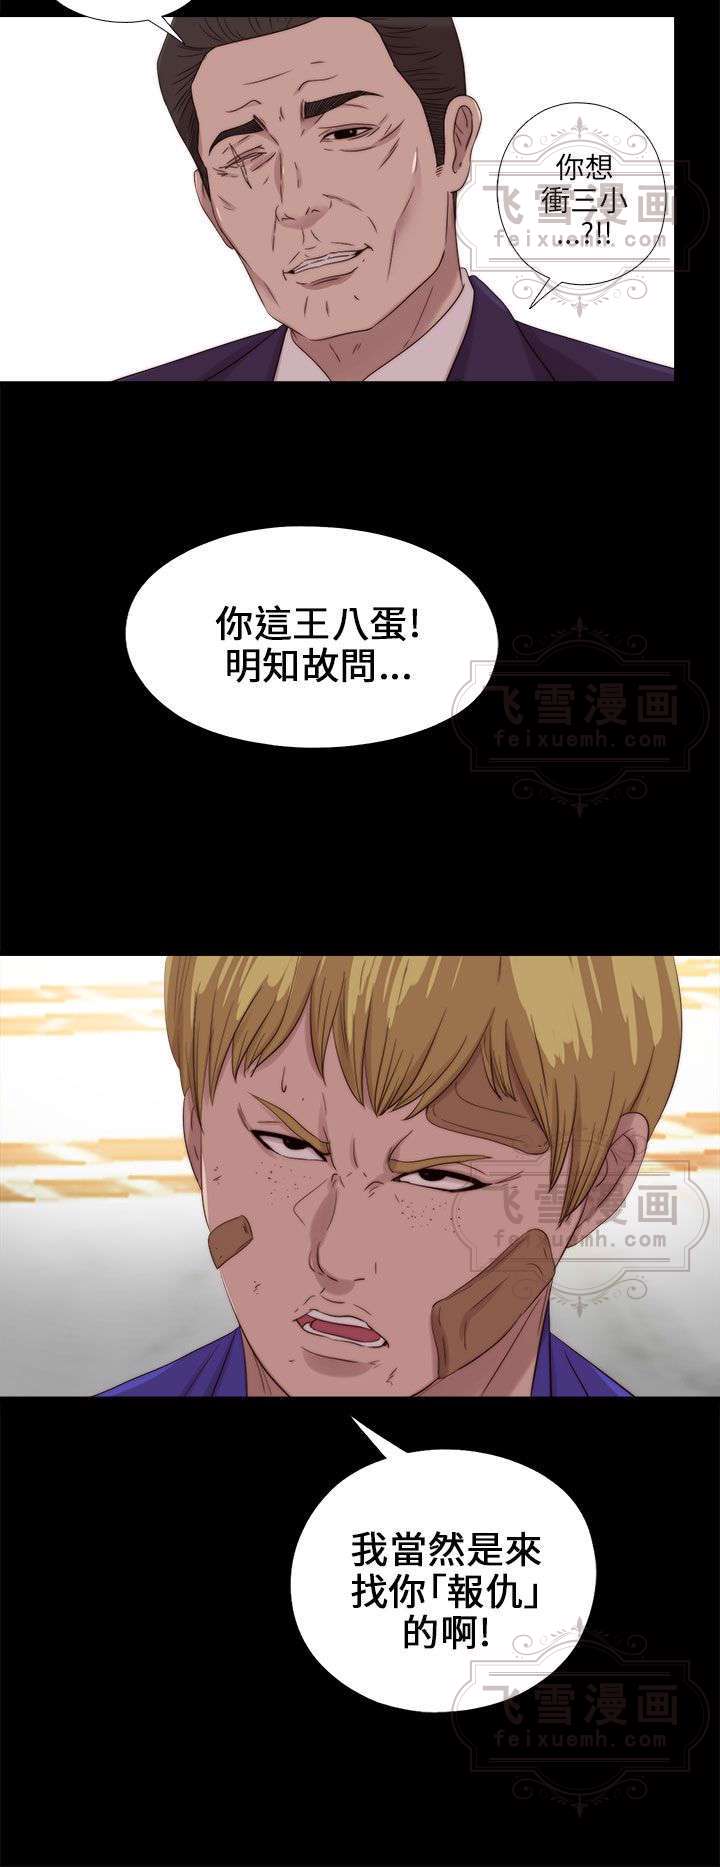 你想
衝三小
...?!!
飞雪漫画
feixuemh.com
你這王八蛋!
明知故問...
飞雪漫画
feixuemh.com
飞雪漫画
feixuemh.com
我當然是來
找你「報仇」
的啊!
飞雪漫画
feixuemh.com